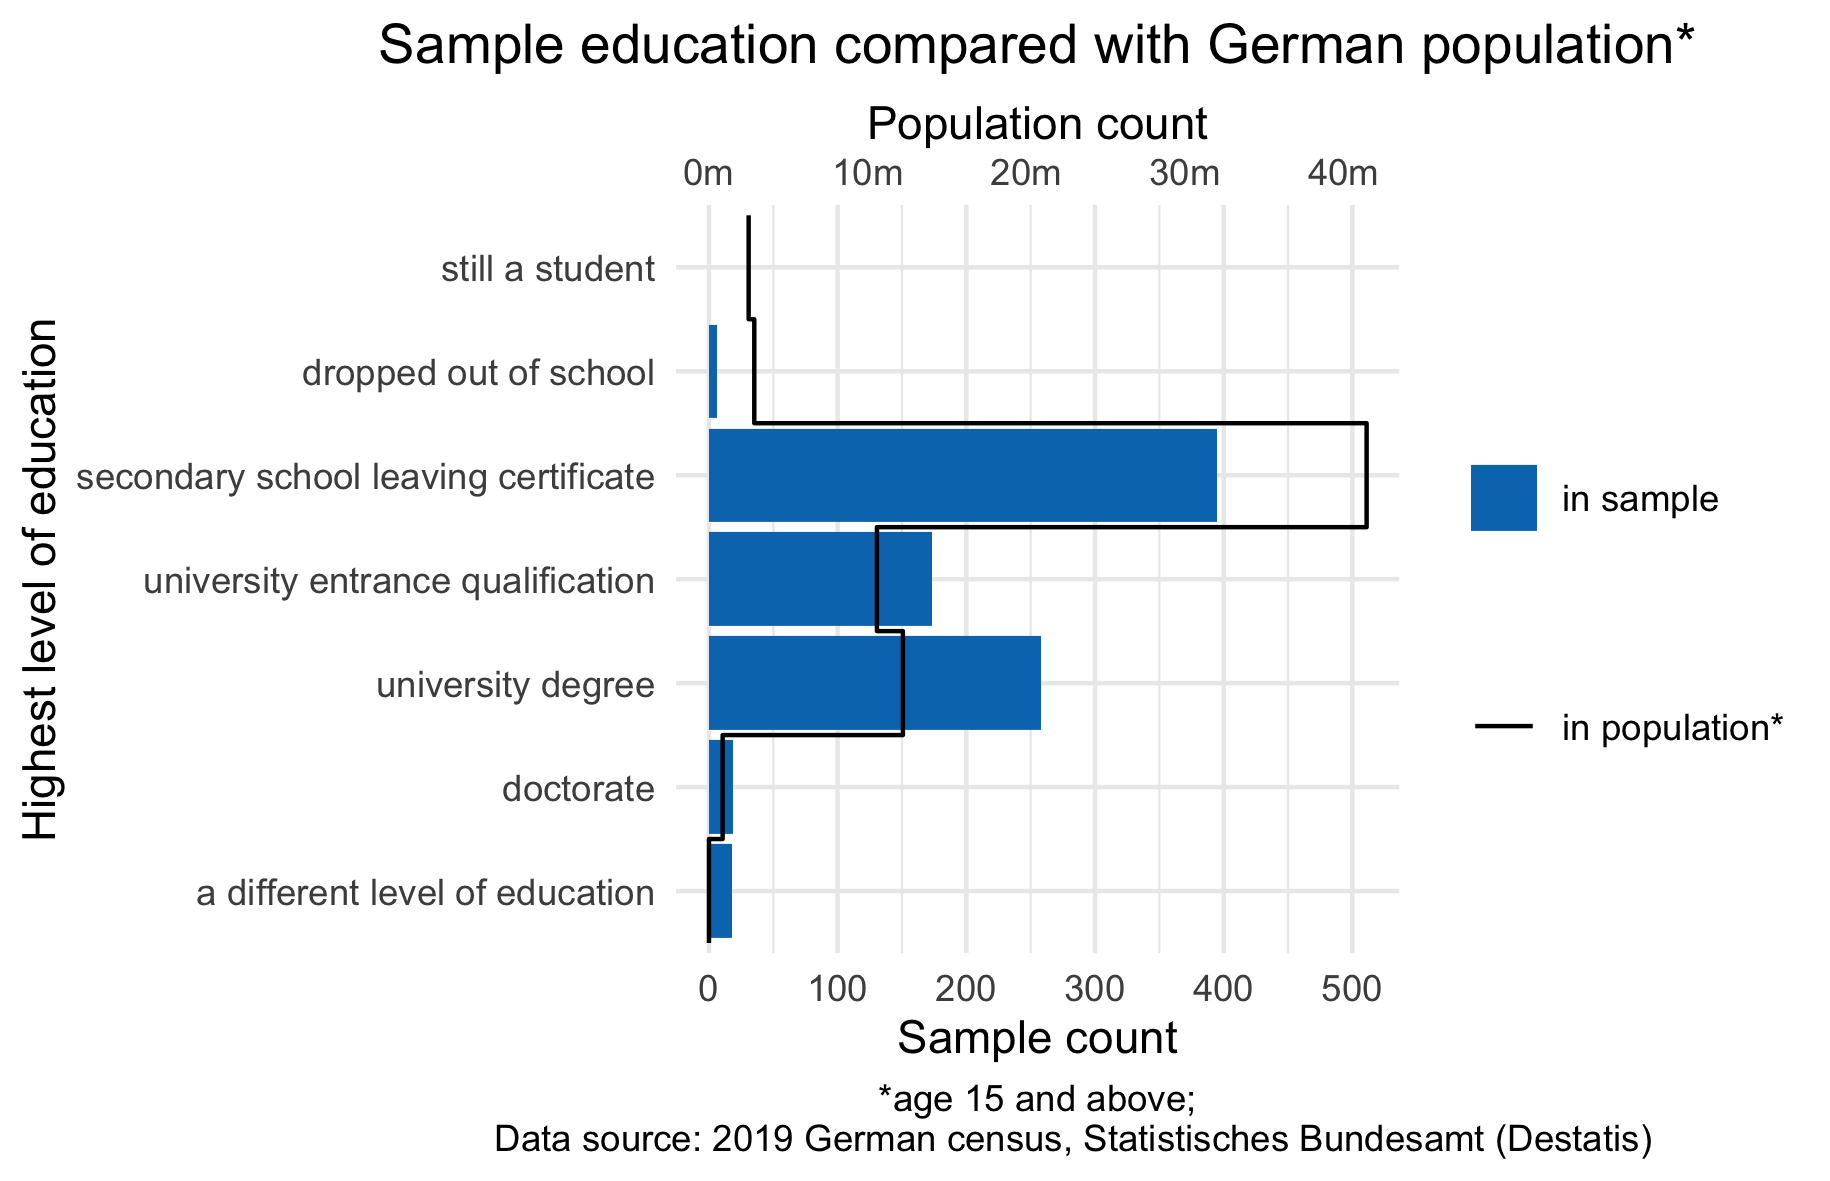 Sample education compared with German population*
Population count
0m 10m 20m 30m 40m
Highest level of education
still a student
dropped out of school
secondary school leaving certificate
university entrance qualification
university degree
doctorate
a different level of education
in sample
in population*
0 100 200 300 400 500
Sample count
*age 15 and above;
Data source: 2019 German census, Statistisches Bundesamt (Destatis)